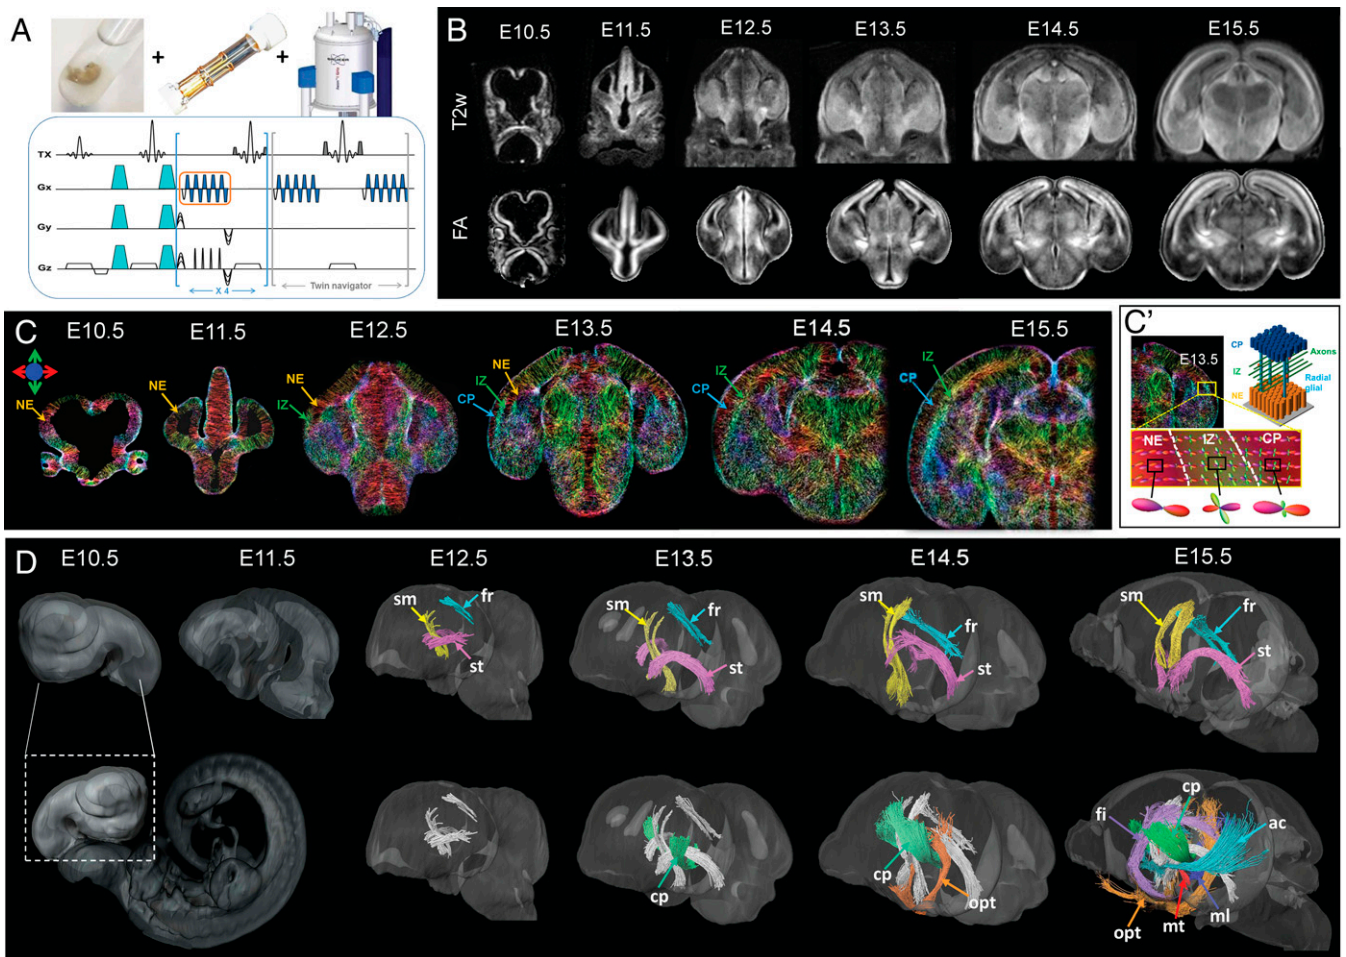 A
+
+
TX
Gx
Gy
Gz
X 4
Twin navigator
B
E10.5
E11.5
E12.5
E13.5
E14.5
E15.5
T2w
FA
C
E10.5
E11.5
E12.5
E13.5
E14.5
E15.5
NE
NE
NE
IZ
NE
IZ
CP
IZ
CP
IZ
CP
C'
E13.5
CP
IZ
NE
Axons
Radial
glial
NE
IZ
CP
D
E10.5
E11.5
E12.5
E13.5
E14.5
E15.5
sm
fr
st
sm
fr
st
sm
fr
st
sm
fr
st
cp
cp
opt
fi
cp
ac
opt
mt
ml